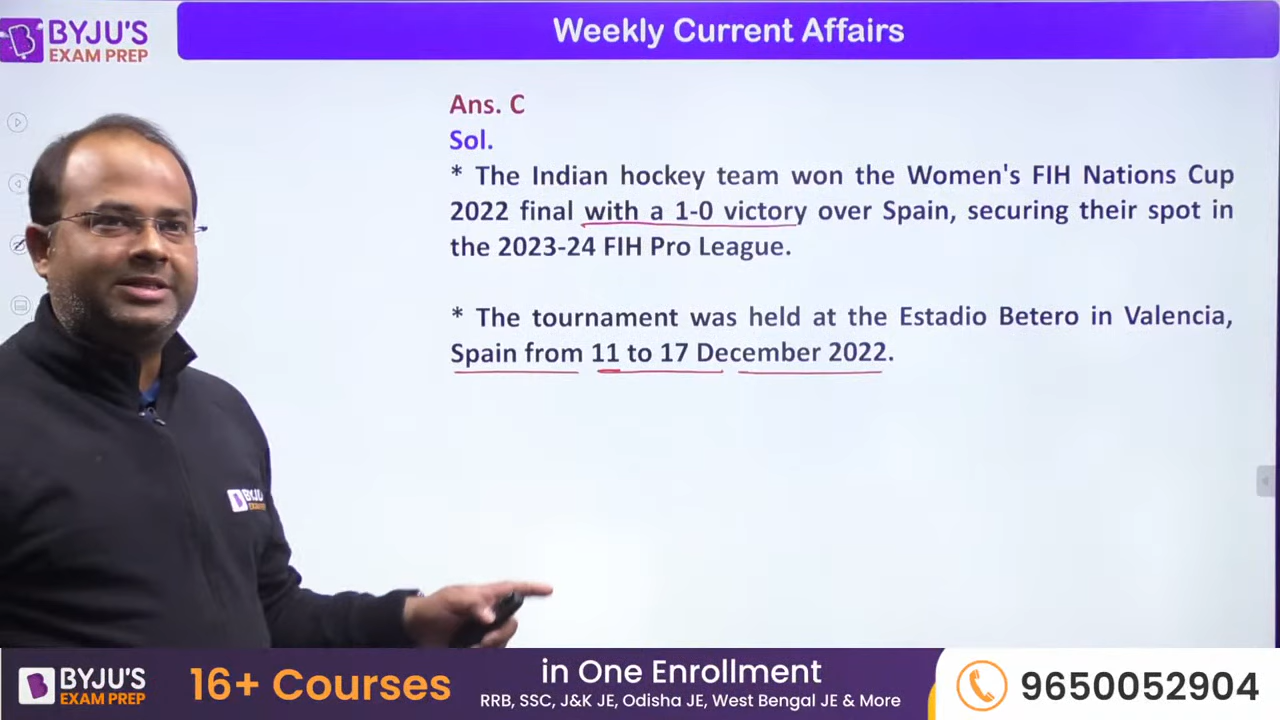 BYJU'S
EXAM PREP
Weekly Current Affairs
Ans. C
Sol.
* The Indian hockey team won the Women's FIH Nations Cup
2022 final with a 1-0 victory over Spain, securing their spot in
the 2023-24 FIH Pro League.
* The tournament was held at the Estadio Betero in Valencia,
Spain from 11 to 17 December 2022.
BYJU
EXAM
BYJU'S
EXAM PREP
16+ Courses
in One Enrollment
RRB, SSC, J&K JE, Odisha JE, West Bengal JE & More
9650052904